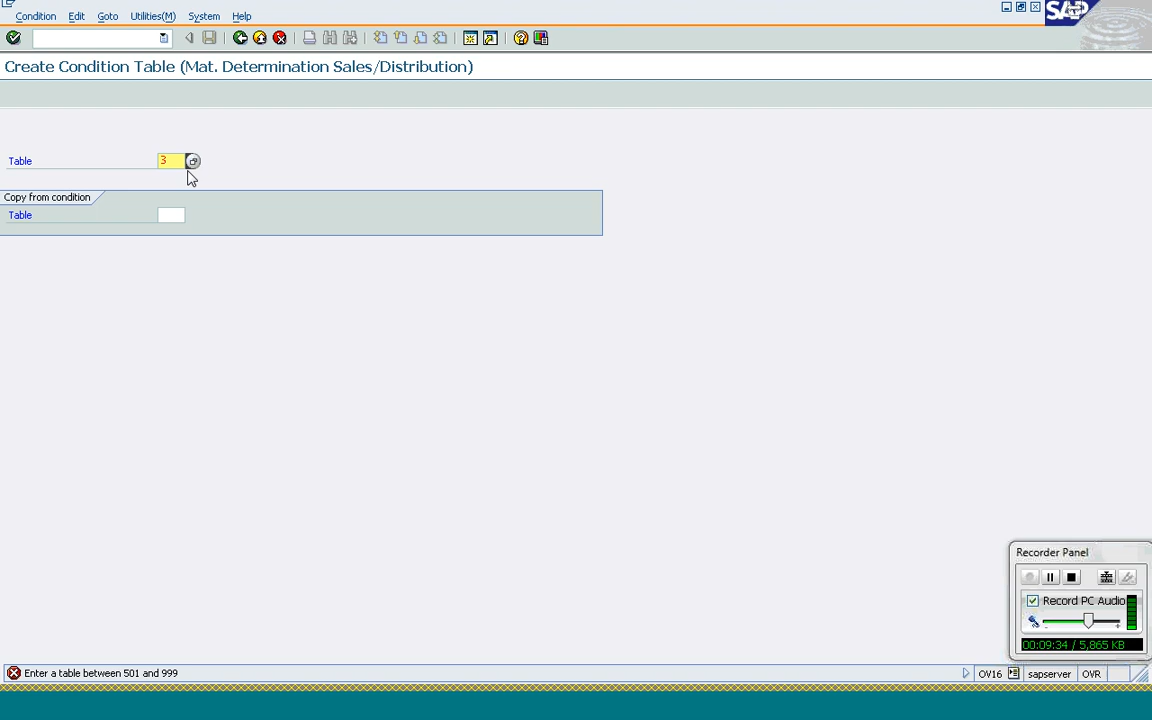 Condition Edit Goto Utilities(M) System Help
SAP
Create Condition Table (Mat. Determination Sales/Distribution)
Table 3
Copy from condition
Table
Recorder Panel
Record PC Audio
- +
00:09:34 / 5,865 KB
Enter a table between 501 and 999 OV16 sapserver OVR